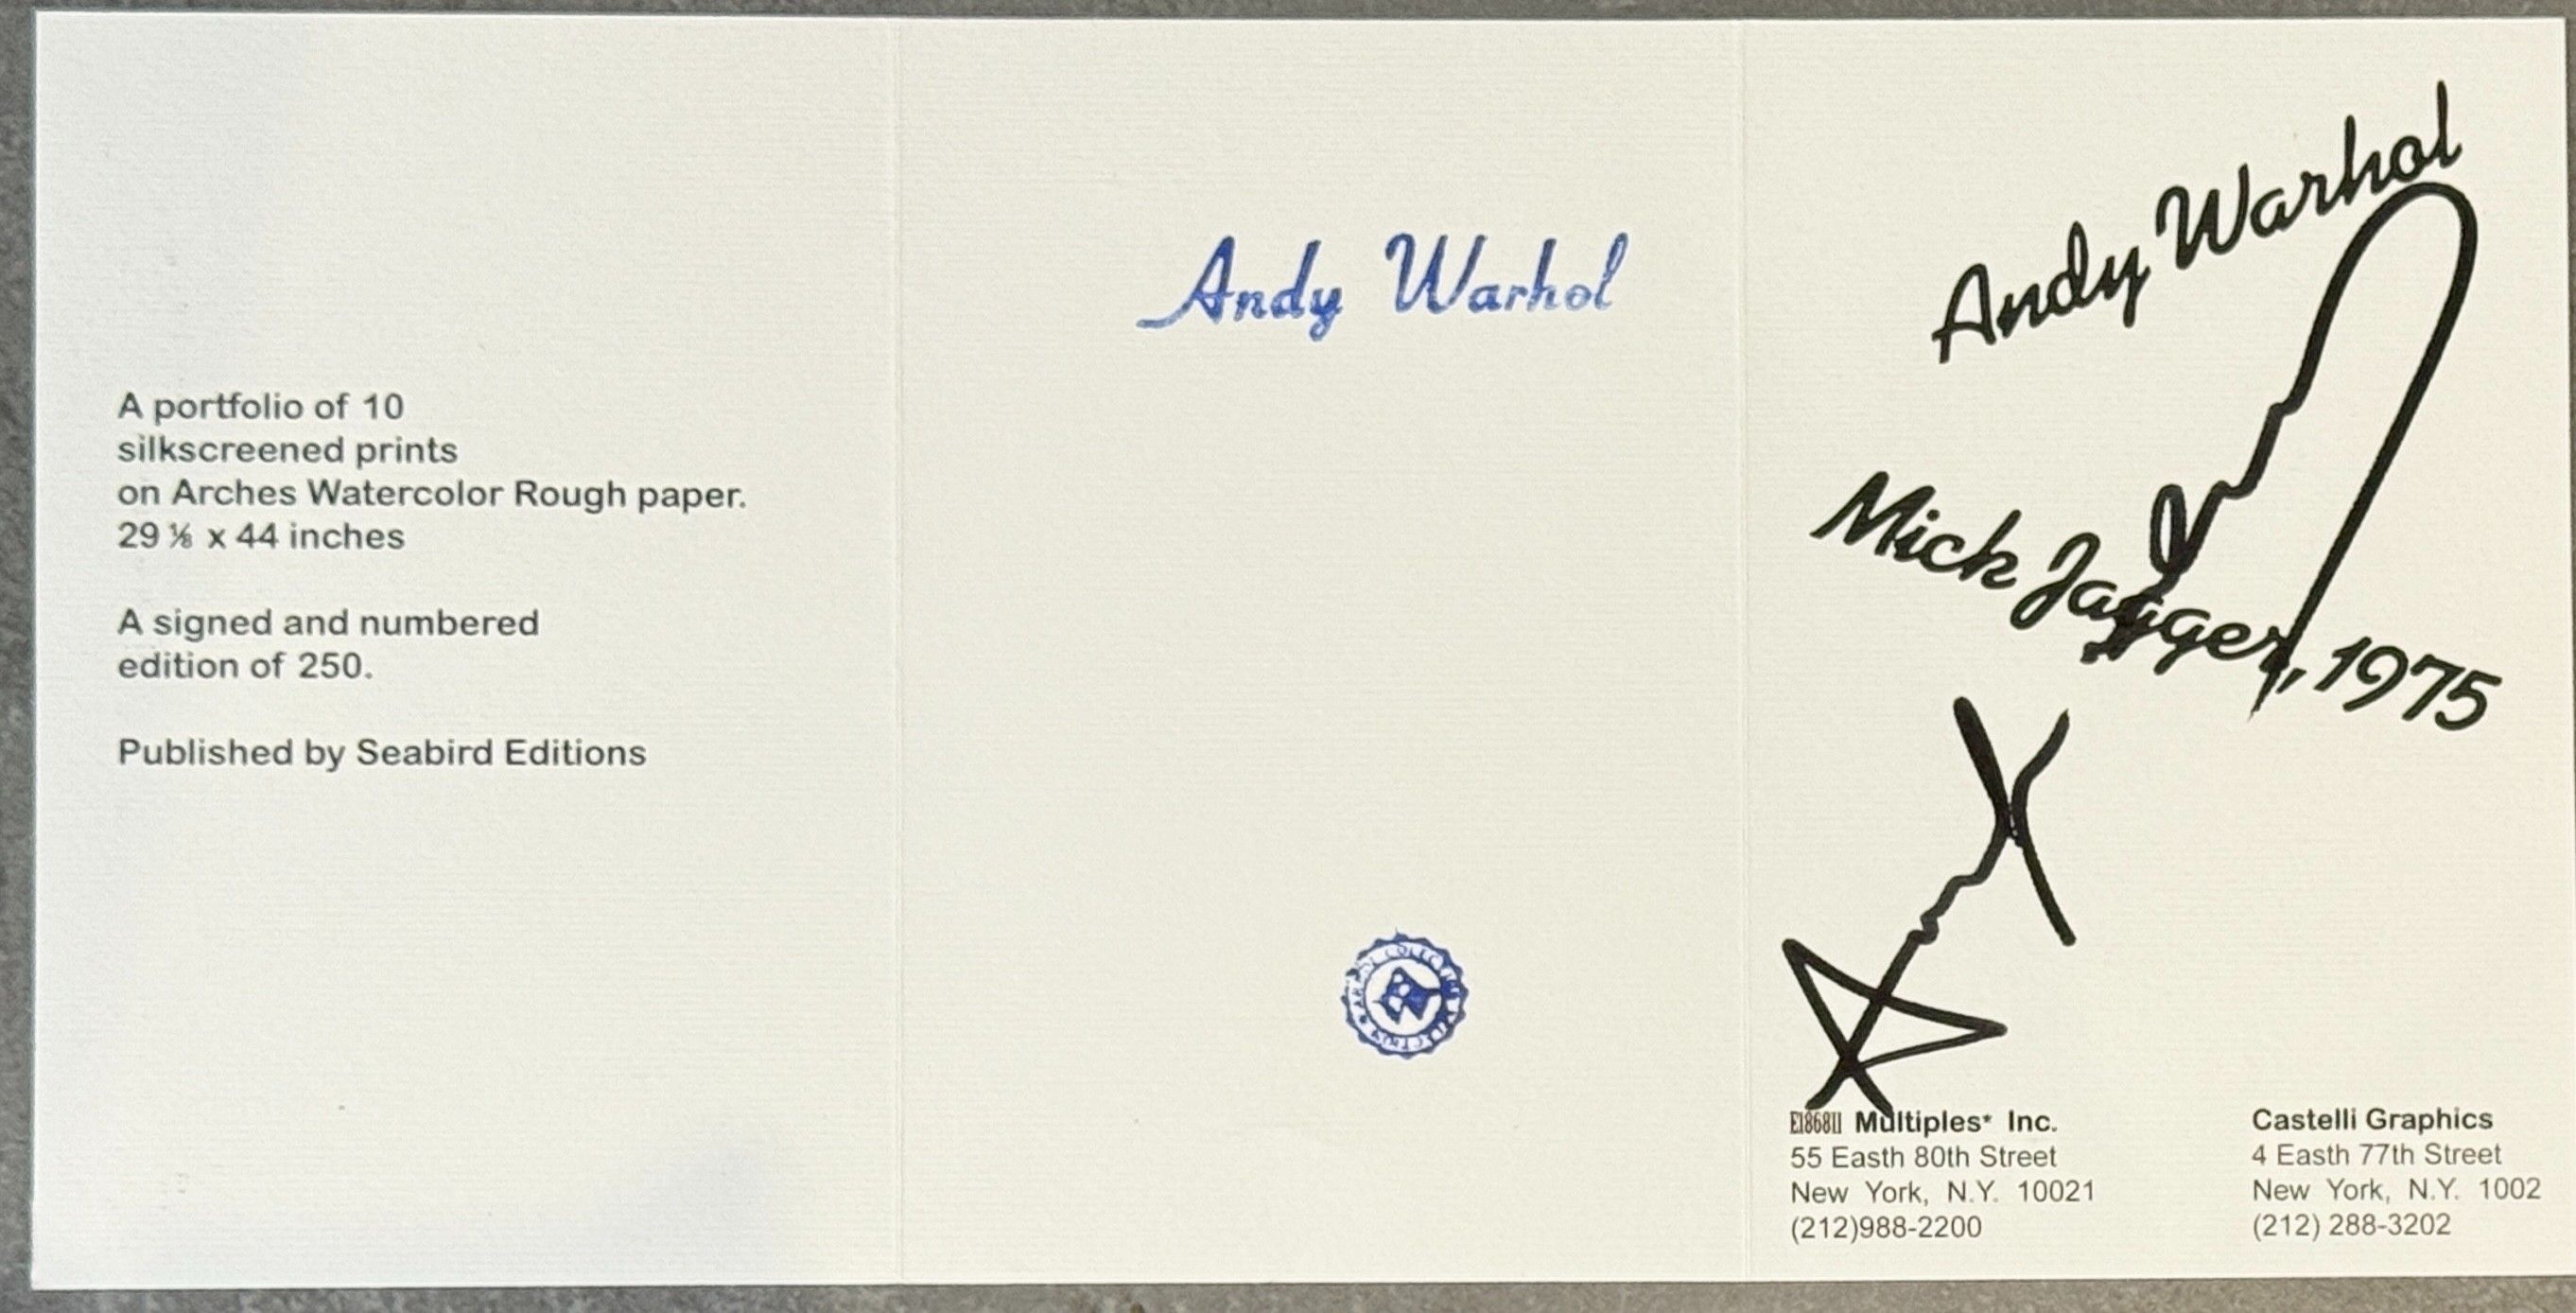 A portfolio of 10
silkscreened prints
on Arches Watercolor Rough paper.
29 ⅛ x 44 inches
A signed and numbered
edition of 250.
Published by Seabird Editions
Andy Warhol
Andy Warhol
Mick Jagger, 1975
Multiples* Inc.
55 Easth 80th Street
New York, N.Y. 10021
(212)988-2200
Castelli Graphics
4 Easth 77th Street
New York, N.Y. 1002
(212) 288-3202